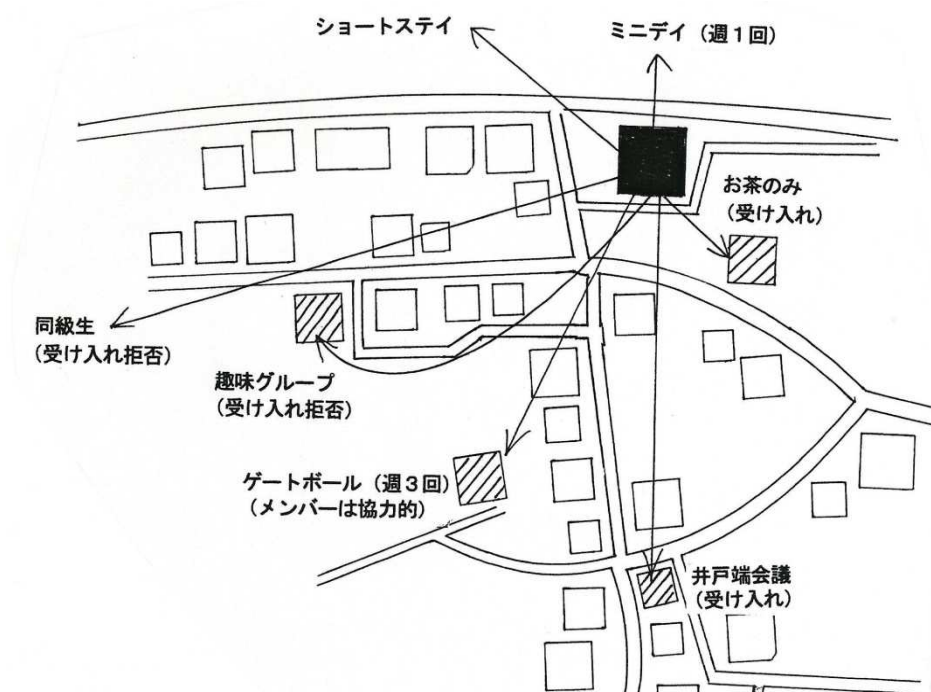 ショートステイ
ミニデイ（週１回）
お茶のみ
（受け入れ）
同級生
（受け入れ拒否）
趣味グループ
（受け入れ拒否）
ゲートボール（週３回）
（メンバーは協力的）
井戸端会議
（受け入れ）